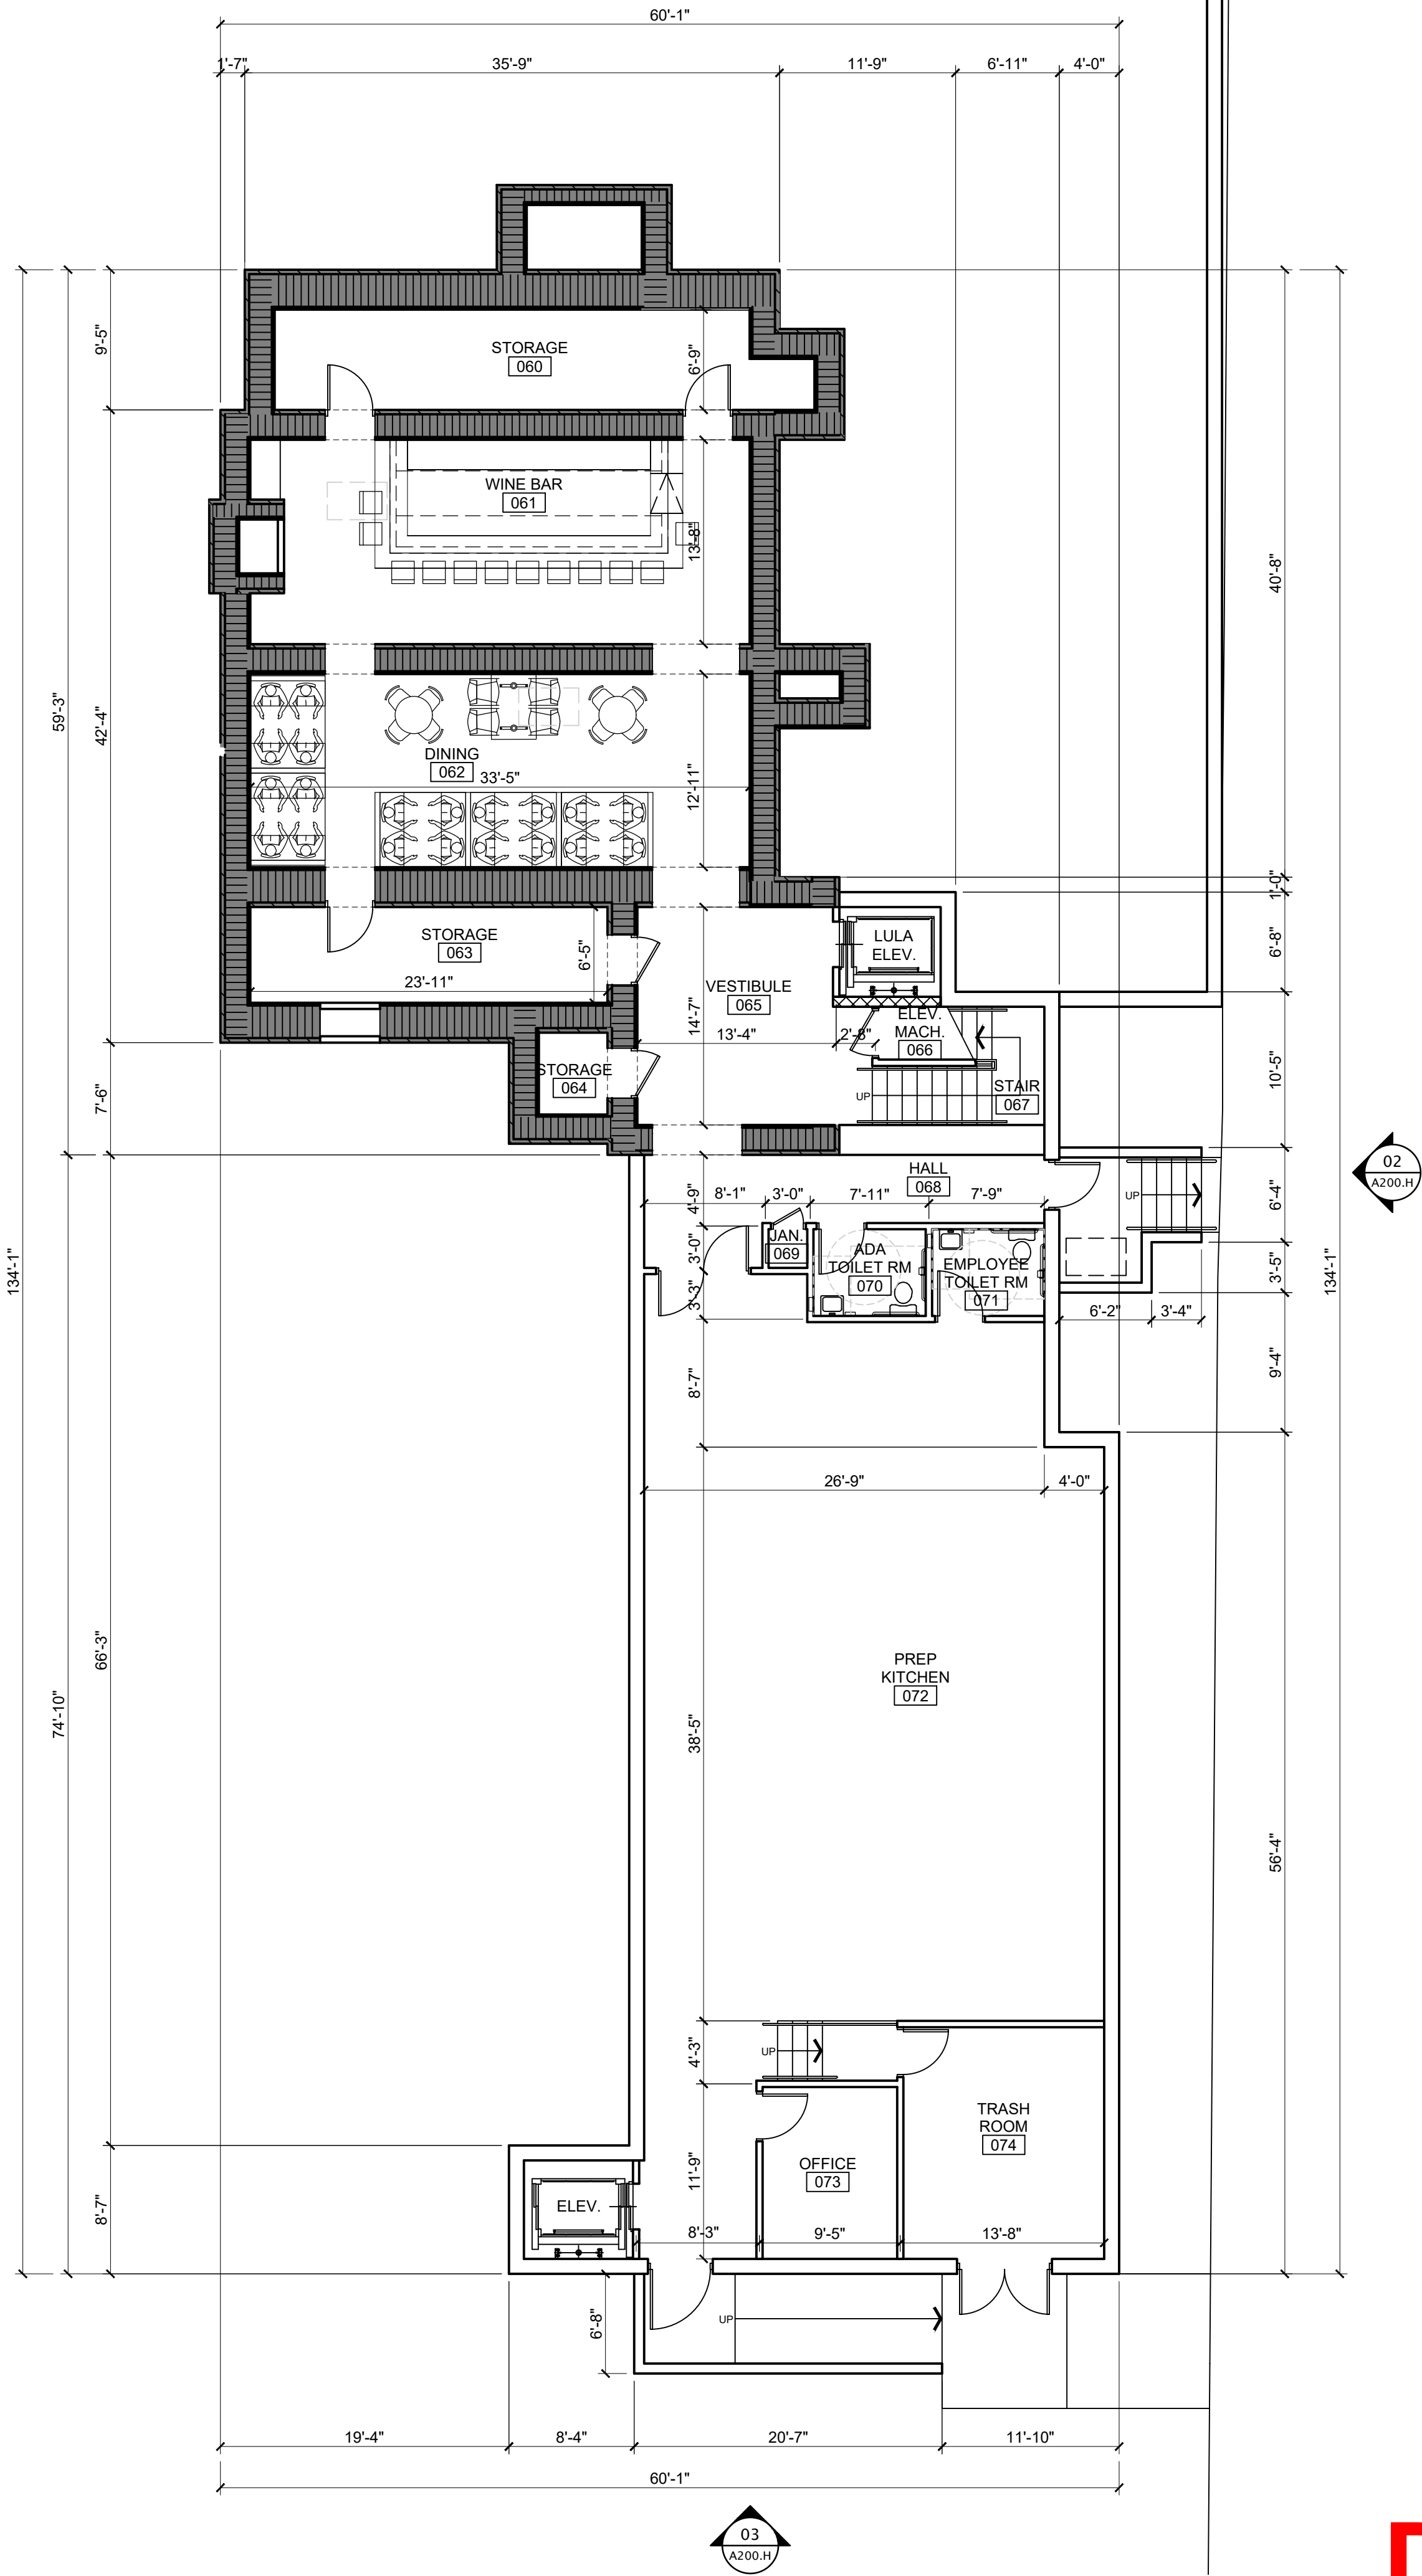 60'-1"
1'-7"
35'-9"
11'-9"
6'-11"
4'-0"
9'-5"
STORAGE
060
6'-9"
WINE BAR
061
13'-8"
40'-8"
59'-3"
42'-4"
DINING
062
33'-5"
12'-11"
1'-0"
STORAGE
063
6'-5"
23'-11"
LULA
ELEV.
6'-8"
VESTIBULE
065
14'-7"
13'-4"
2'-8"
ELEV.
MACH.
066
10'-5"
STORAGE
064
7'-6"
UP
STAIR
067
HALL
068
02
A200.H
8'-1"
3'-0"
7'-11"
7'-9"
UP
4'-9"
6'-4"
JAN.
069
3'-0"
ADA
TOILET RM
070
EMPLOYEE
TOILET RM
071
134'-1"
3'-3"
3'-5"
134'-1"
6'-2"
3'-4"
8'-7"
9'-4"
26'-9"
4'-0"
66'-3"
PREP
KITCHEN
072
74'-10"
38'-5"
56'-4"
UP
4'-3"
TRASH
ROOM
074
OFFICE
073
11'-9"
ELEV.
8'-7"
8'-3"
9'-5"
13'-8"
UP
6'-8"
19'-4"
8'-4"
20'-7"
11'-10"
60'-1"
03
A200.H